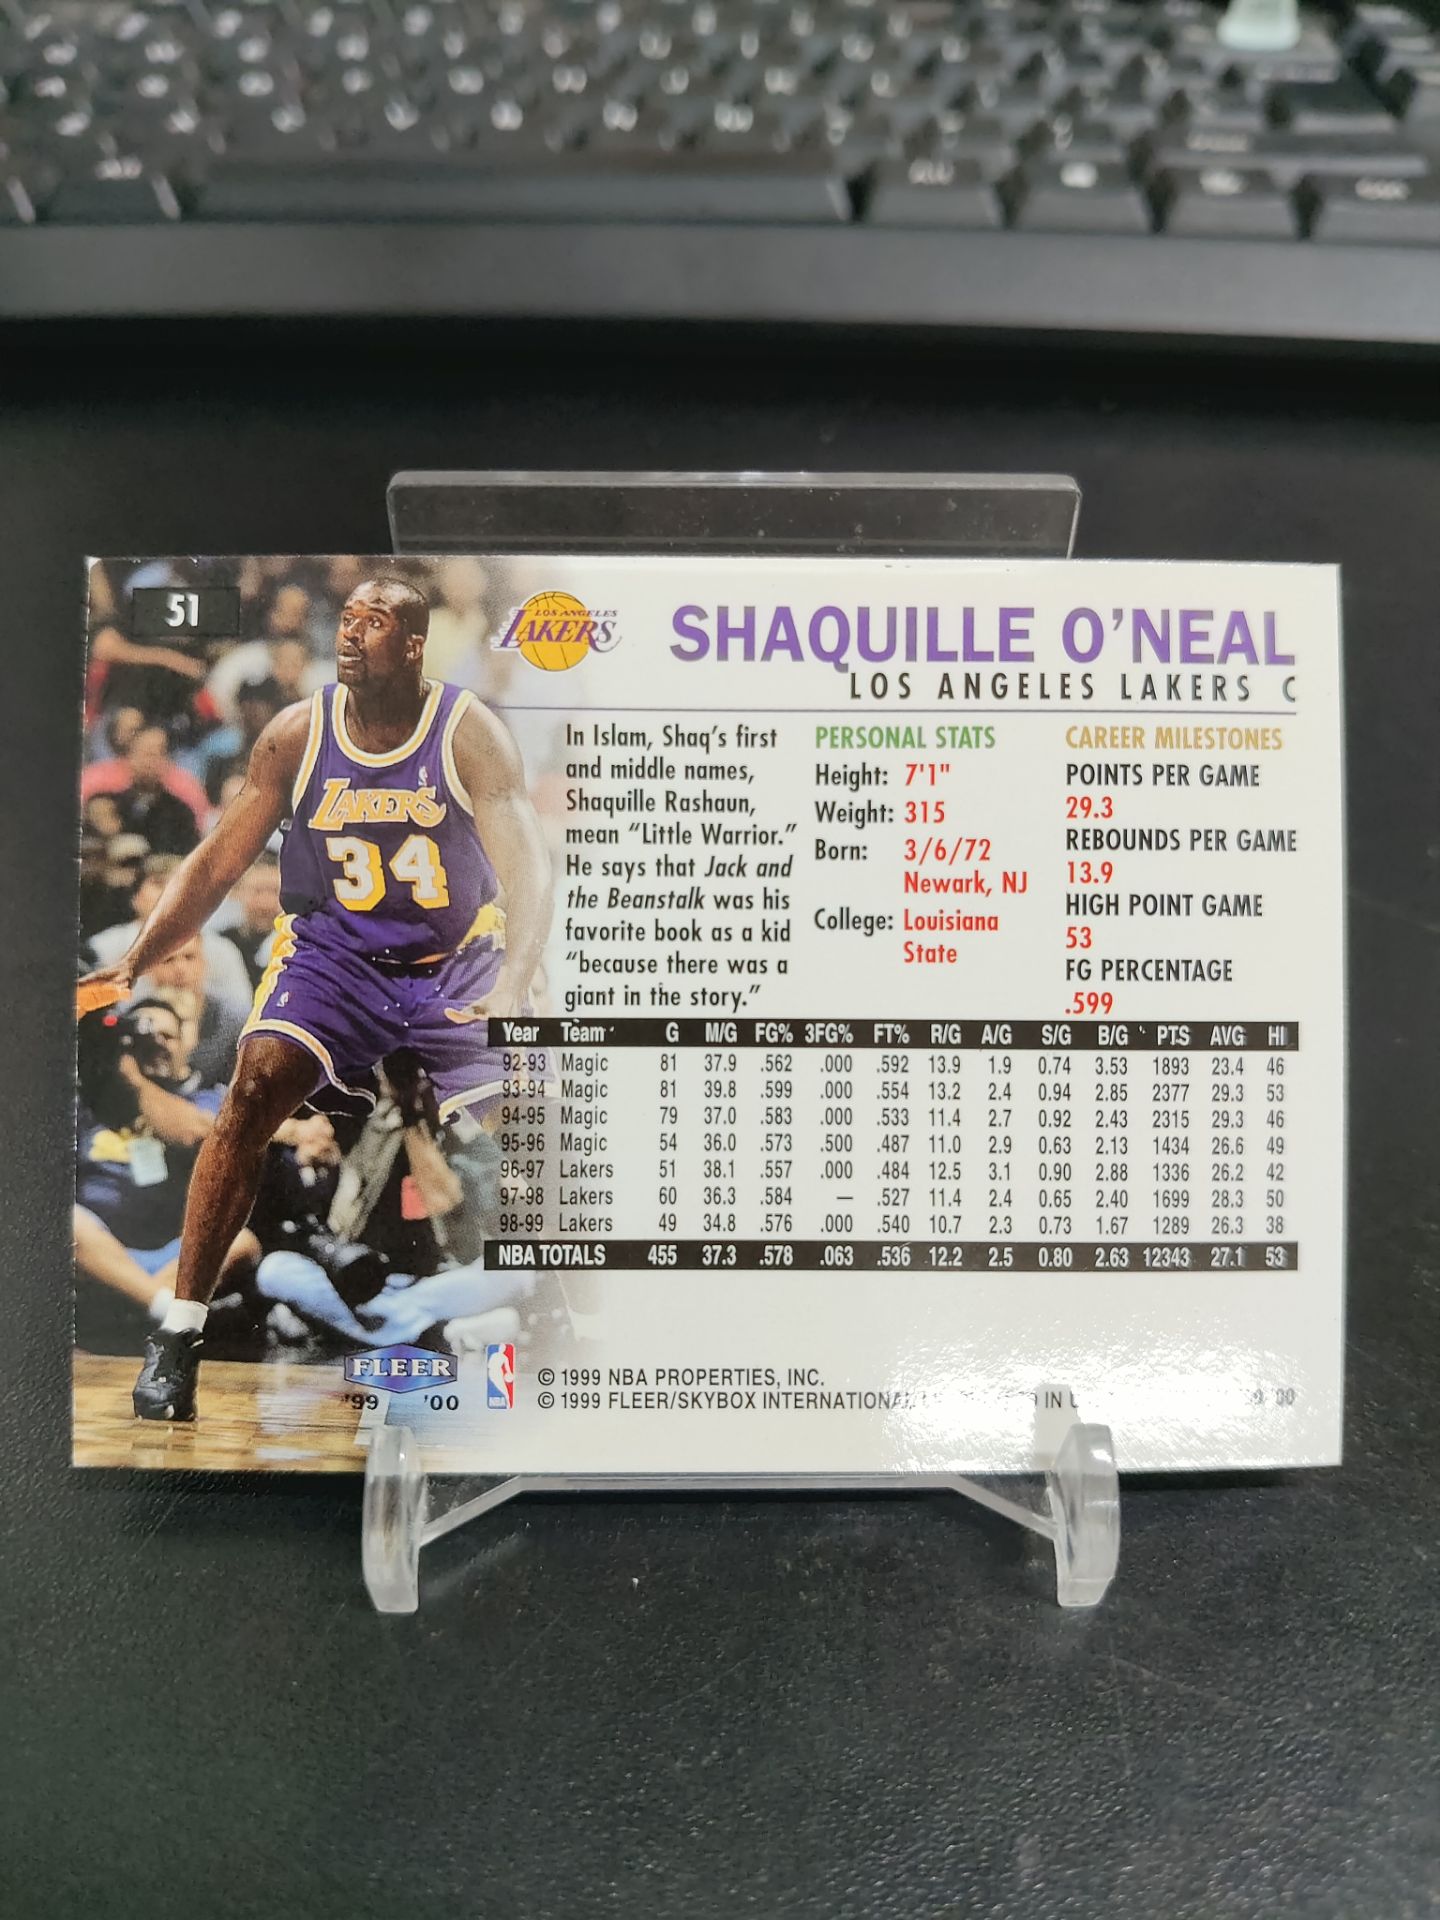 51
LOS ANGELES
LAKERS
SHAQUILLE O'NEAL
LOS ANGELES LAKERS C
LAKERS
34
In Islam, Shaq's first
and middle names,
Shaquille Rashaun,
mean "Little Warrior."
He says that Jack and
the Beanstalk was his
favorite book as a kid
"because there was a
giant in the story."
PERSONAL STATS
Height: 7'1"
Weight: 315
Born: 3/6/72
Newark, NJ
College: Louisiana
State
CAREER MILESTONES
POINTS PER GAME
29.3
REBOUNDS PER GAME
13.9
HIGH POINT GAME
53
FG PERCENTAGE
.599
Year Team G M/G FG% 3FG% FT% R/G A/G S/G B/G PTS AVG HI
92-93 Magic 81 37.9 .562 .000 .592 13.9 1.9 0.74 3.53 1893 23.4 46
93-94 Magic 81 39.8 .599 .000 .554 13.2 2.4 0.94 2.85 2377 29.3 53
94-95 Magic 79 37.0 .583 .000 .533 11.4 2.7 0.92 2.43 2315 29.3 46
95-96 Magic 54 36.0 .573 .500 .487 11.0 2.9 0.63 2.13 1434 26.6 49
96-97 Lakers 51 38.1 .557 .000 .484 12.5 3.1 0.90 2.88 1336 26.2 42
97-98 Lakers 60 36.3 .584 — .527 11.4 2.4 0.65 2.40 1699 28.3 50
98-99 Lakers 49 34.8 .576 .000 .540 10.7 2.3 0.73 1.67 1289 26.3 38
NBA TOTALS 455 37.3 .578 .063 .536 12.2 2.5 0.80 2.63 12343 27.1 53
FLEER
'99 '00
NBA
© 1999 NBA PROPERTIES, INC.
© 1999 FLEER/SKYBOX INTERNATIONAL IN